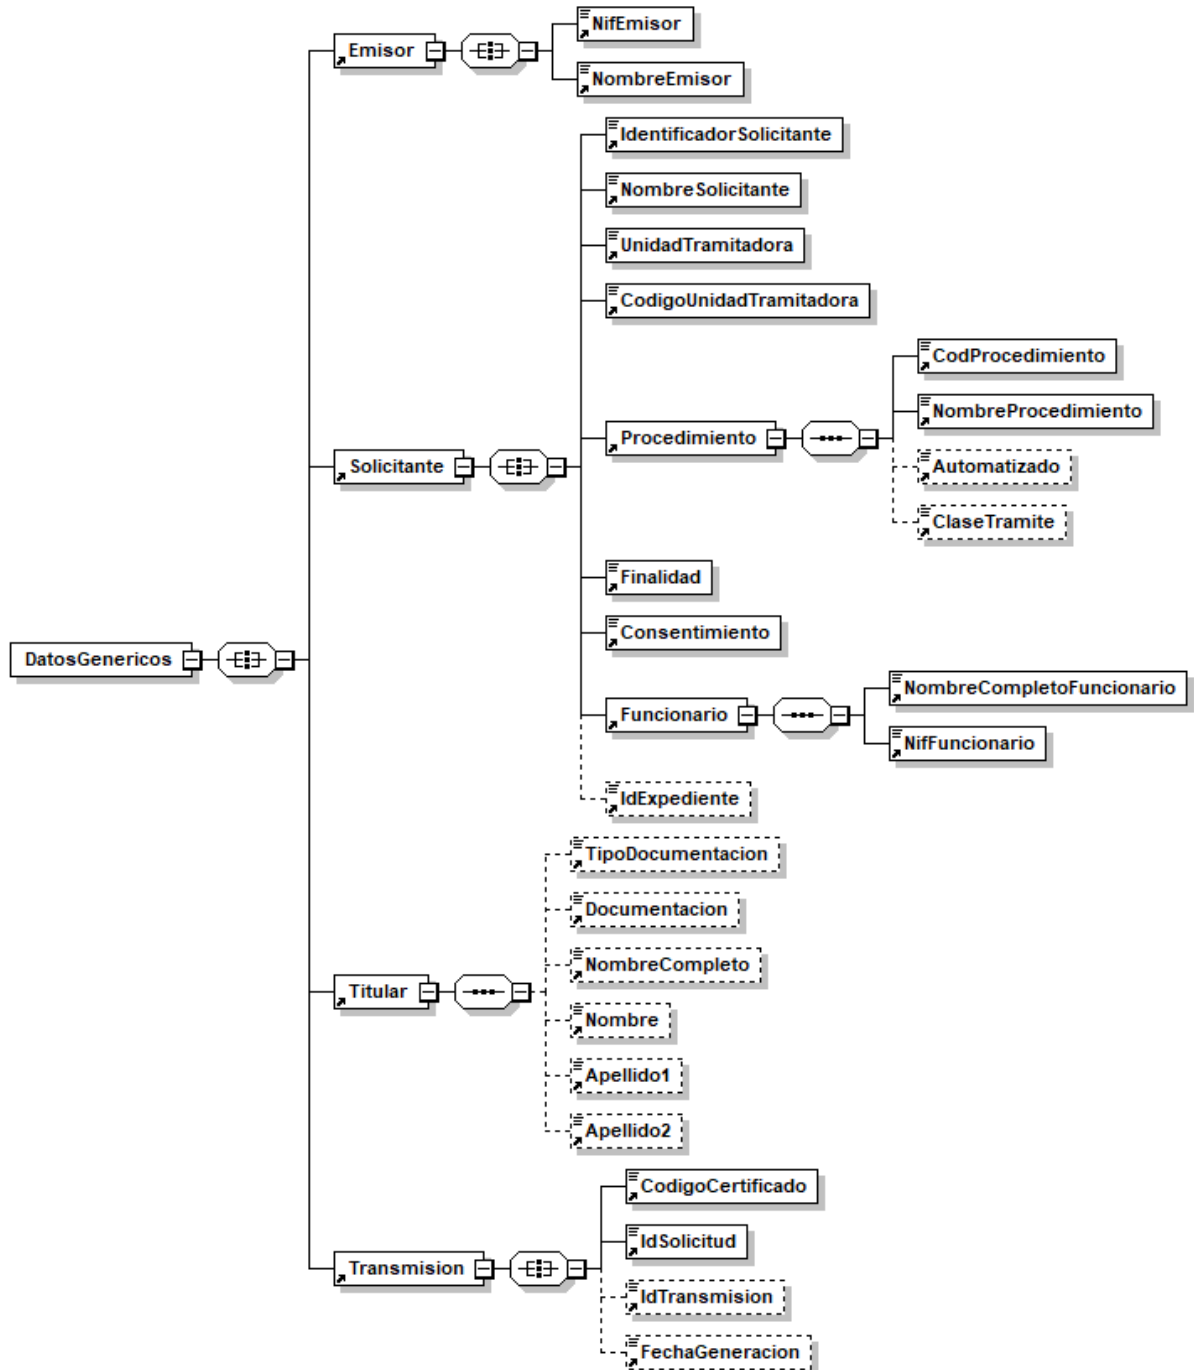 NifEmisor
Emisor
NombreEmisor
IdentificadorSolicitante
NombreSolicitante
UnidadTramitadora
CodigoUnidadTramitadora
CodProcedimiento
NombreProcedimiento
Procedimiento
Automatizado
Solicitante
ClaseTramite
Finalidad
Consentimiento
DatosGenericos
NombreCompletoFuncionario
Funcionario
NifFuncionario
IdExpediente
TipoDocumentacion
Documentacion
NombreCompleto
Titular
Nombre
Apellido1
Apellido2
CodigoCertificado
IdSolicitud
Transmision
IdTransmision
FechaGeneracion